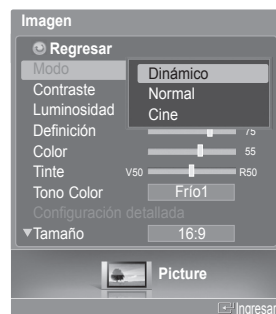 Imagen
Regresar
Modo
Dinámico
Contraste
Normal
Luminosidad
Cine
Definición 75
Color 55
Tinte V50 R50
Tono Color Frío1
Configuración detallada
▼Tamaño 16:9
Picture
Ingresar